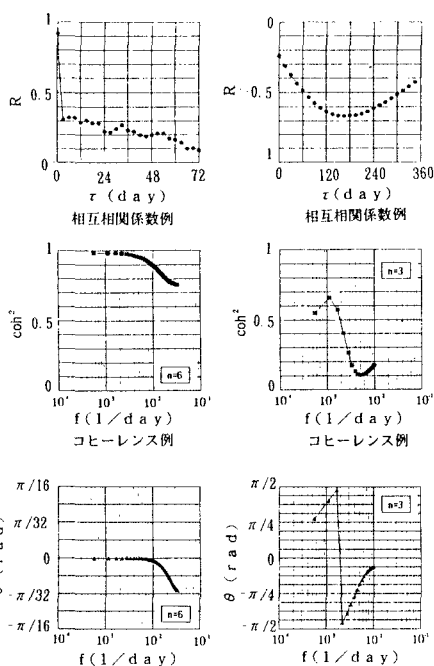 1
R
0.5
0
0 24 48 72
τ (day)
相互相関係数例
0
R
0.5
1
0 120 240 360
τ (day)
相互相関係数例
1
coh²
0.5
0
n=6
f(1/day)
コヒーレンス例
1
coh²
0.5
0
n=3
f(1/day)
コヒーレンス例
π/16
π/32
0
-π/32
-π/16
(rad)
n=6
f(1/day)
π/2
π/4
0
-π/4
-π/2
θ (rad)
n=3
f(1/day)